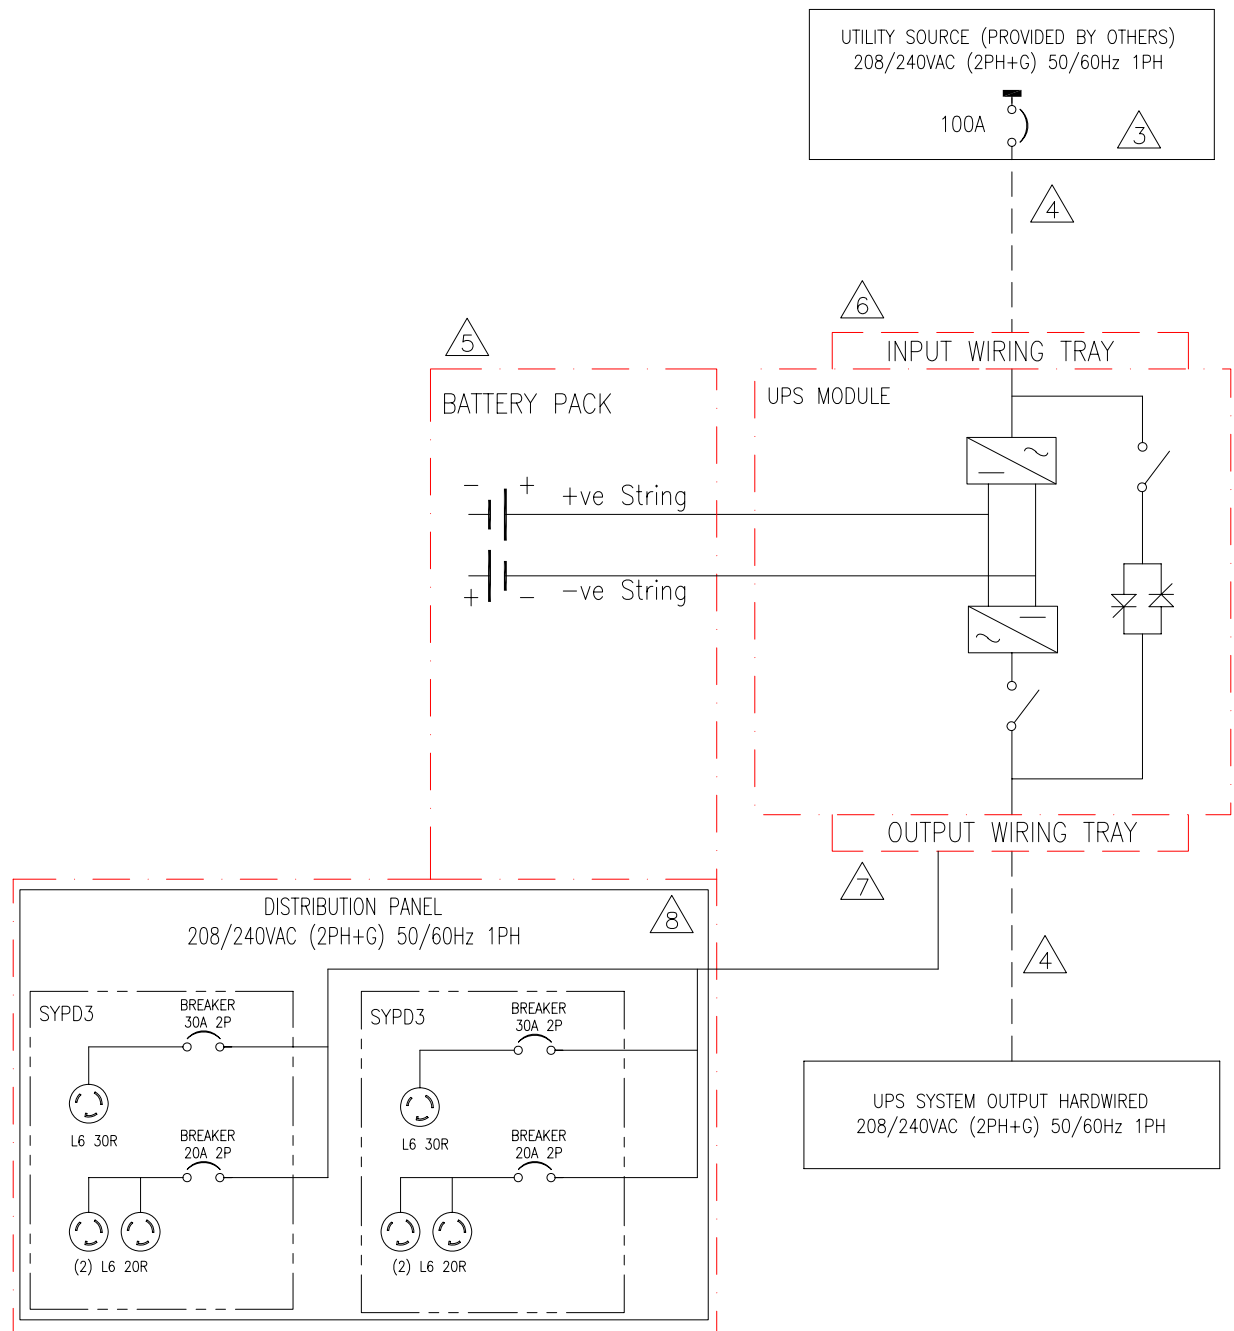 UTILITY SOURCE (PROVIDED BY OTHERS)
208/240VAC (2PH+G) 50/60Hz 1PH
100A
3
4
6
INPUT WIRING TRAY
5
BATTERY PACK
UPS MODULE
- +
+ve String
-ve String
+ -
OUTPUT WIRING TRAY
7
DISTRIBUTION PANEL
208/240VAC (2PH+G) 50/60Hz 1PH
8
4
SYPD3
BREAKER
30A 2P
L6 30R
BREAKER
20A 2P
(2) L6 20R
SYPD3
BREAKER
30A 2P
L6 30R
BREAKER
20A 2P
(2) L6 20R
UPS SYSTEM OUTPUT HARDWIRED
208/240VAC (2PH+G) 50/60Hz 1PH